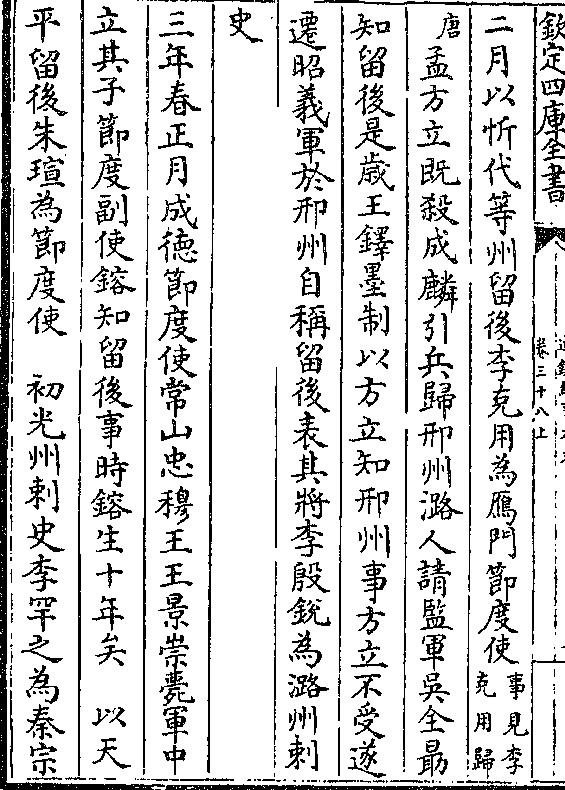 欽定四庫全書
卷三十八上
二月以忻代等州留後李克用為鴈門節度使事見李克用歸
唐孟方立既殺成麟引兵歸邢州潞人請監軍吳全勗
知留後是歲王鐸墨制以方立知邢州事方立不受遂
遷昭義軍於邢州自稱留後表其將李殷銳為潞州刺
史
三年春正月成德節度使常山忠穆王王景崇薨軍中
立其子節度副使鎔知留後事時鎔生十年矣　以天
平留後朱瑄為節度使　初光州刺史李罕之為秦宗